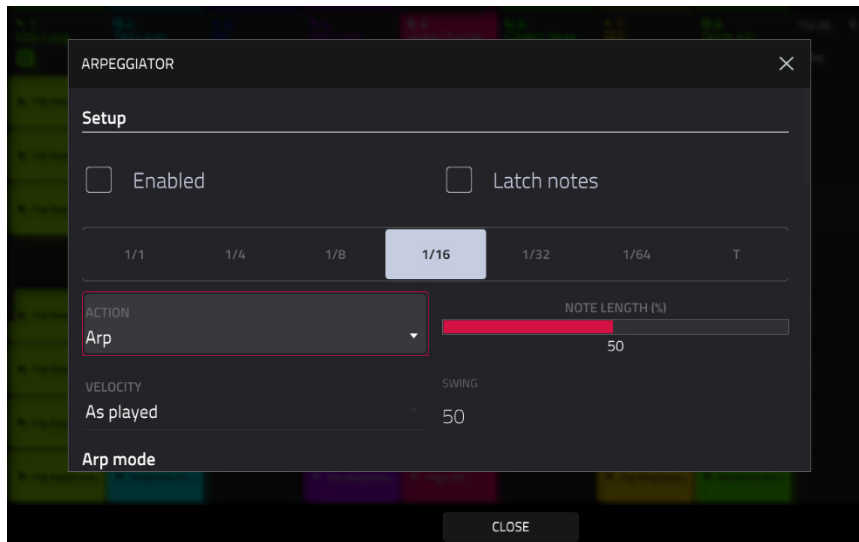 ARPEGGIATOR
Setup
Enabled
Latch notes
1/1 1/4 1/8 1/16 1/32 1/64 T
ACTION
Arp
NOTE LENGTH (%)
50
VELOCITY
As played
SWING
50
Arp mode
CLOSE